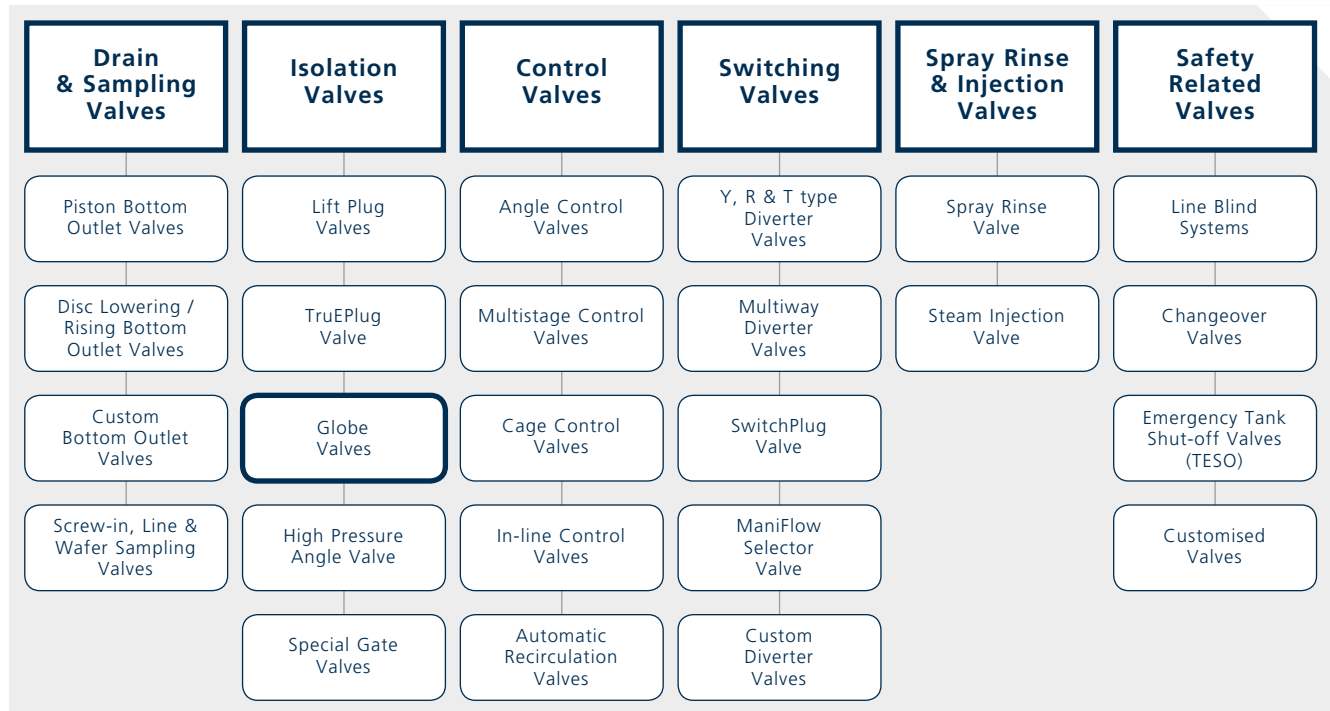 Drain
& Sampling
Valves
Piston Bottom
Outlet Valves
Disc Lowering /
Rising Bottom
Outlet Valves
Custom
Bottom Outlet
Valves
Screw-in, Line &
Wafer Sampling
Valves
Isolation
Valves
Lift Plug
Valves
TruEPlug
Valve
Globe
Valves
High Pressure
Angle Valve
Special Gate
Valves
Control
Valves
Angle Control
Valves
Multistage Control
Valves
Cage Control
Valves
In-line Control
Valves
Automatic
Recirculation
Valves
Switching
Valves
Y, R & T type
Diverter
Valves
Multiway
Diverter
Valves
SwitchPlug
Valve
ManiFlow
Selector
Valve
Custom
Diverter
Valves
Spray Rinse
& Injection
Valves
Spray Rinse
Valve
Steam Injection
Valve
Safety
Related
Valves
Line Blind
Systems
Changeover
Valves
Emergency Tank
Shut-off Valves
(TESO)
Customised
Valves